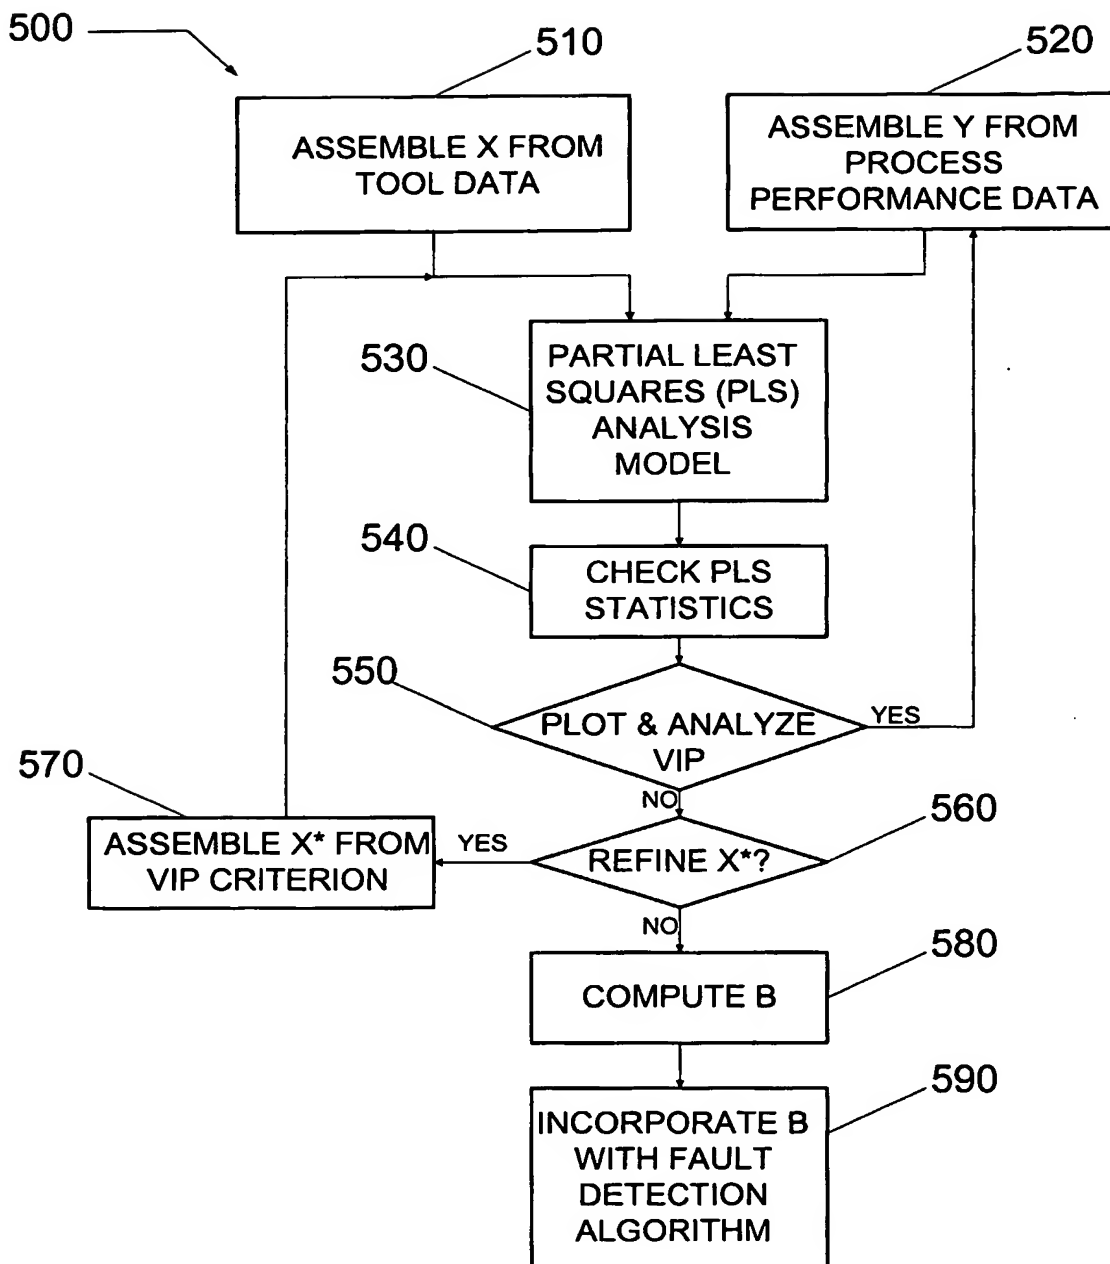 500
510
520
ASSEMBLE X FROM
TOOL DATA
ASSEMBLE Y FROM
PROCESS
PERFORMANCE DATA
530
PARTIAL LEAST
SQUARES (PLS)
ANALYSIS
MODEL
540
CHECK PLS
STATISTICS
550
PLOT & ANALYZE
VIP
YES
NO
570
560
ASSEMBLE X* FROM
VIP CRITERION
YES
REFINE X*?
NO
580
COMPUTE B
590
INCORPORATE B
WITH FAULT
DETECTION
ALGORITHM